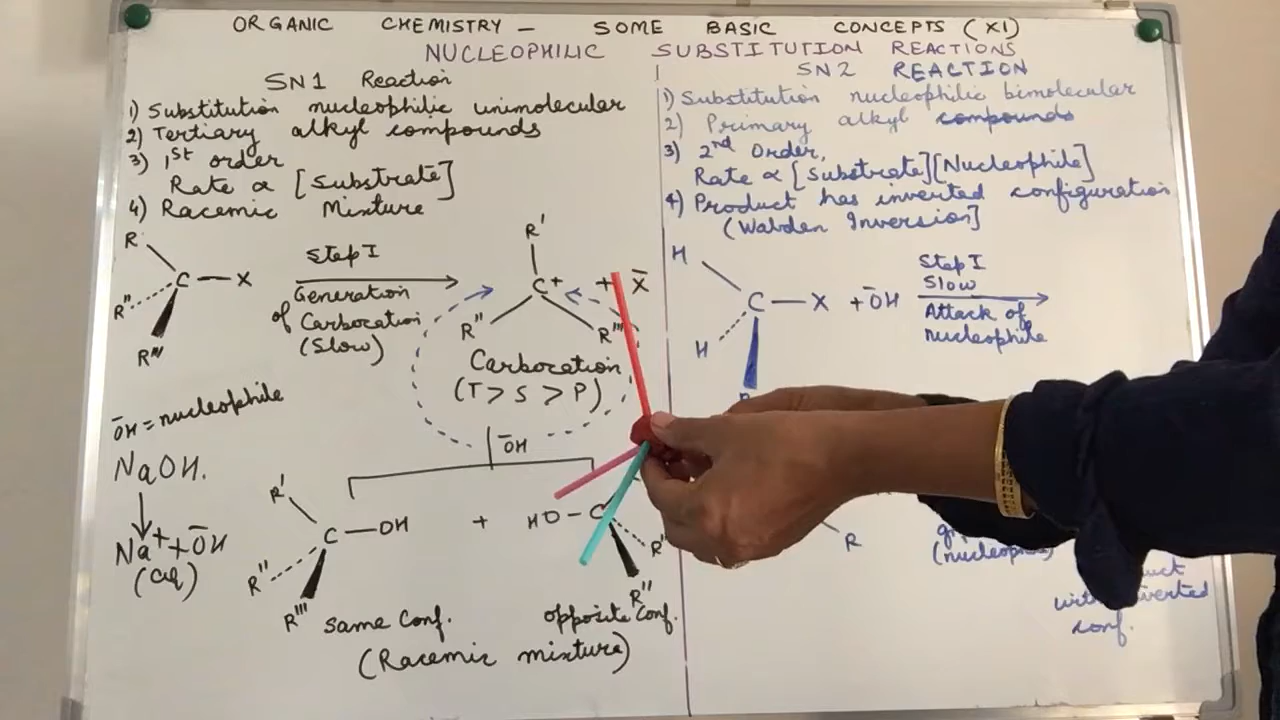 ORGANIC CHEMISTRY — SOME BASIC CONCEPTS (XI)
NUCLEOPHILIC SUBSTITUTION REACTIONS
SN1 Reaction
1) Substitution nucleophilic unimolecular
2) Tertiary alkyl compounds
3) 1st order
Rate ∝ [Substrate]
4) Racemic Mixture
R' C X
R''
R'''
Step I
Generation
of Carbocation
(Slow)
R'
C+ + X̄
R'' R'''
Carbocation
(T > S > P)
ŌH = nucleophile
NaOH.
Na+ + ŌH
(aq)
ŌH
R'
C — OH
R''
R'''
same Conf.
+
HO — C
R'
R''
opposite Conf.
(Racemic mixture)
SN2 REACTION
1) Substitution nucleophilic bimolecular
2) Primary alkyl compounds
3) 2nd Order,
Rate ∝ [Substrate][Nucleophile]
4) Product has inverted configuration
(Walden Inversion]
H
C — X + ŌH
H
Step I
Slow
Attack of
nucleophile
R
with
conf.